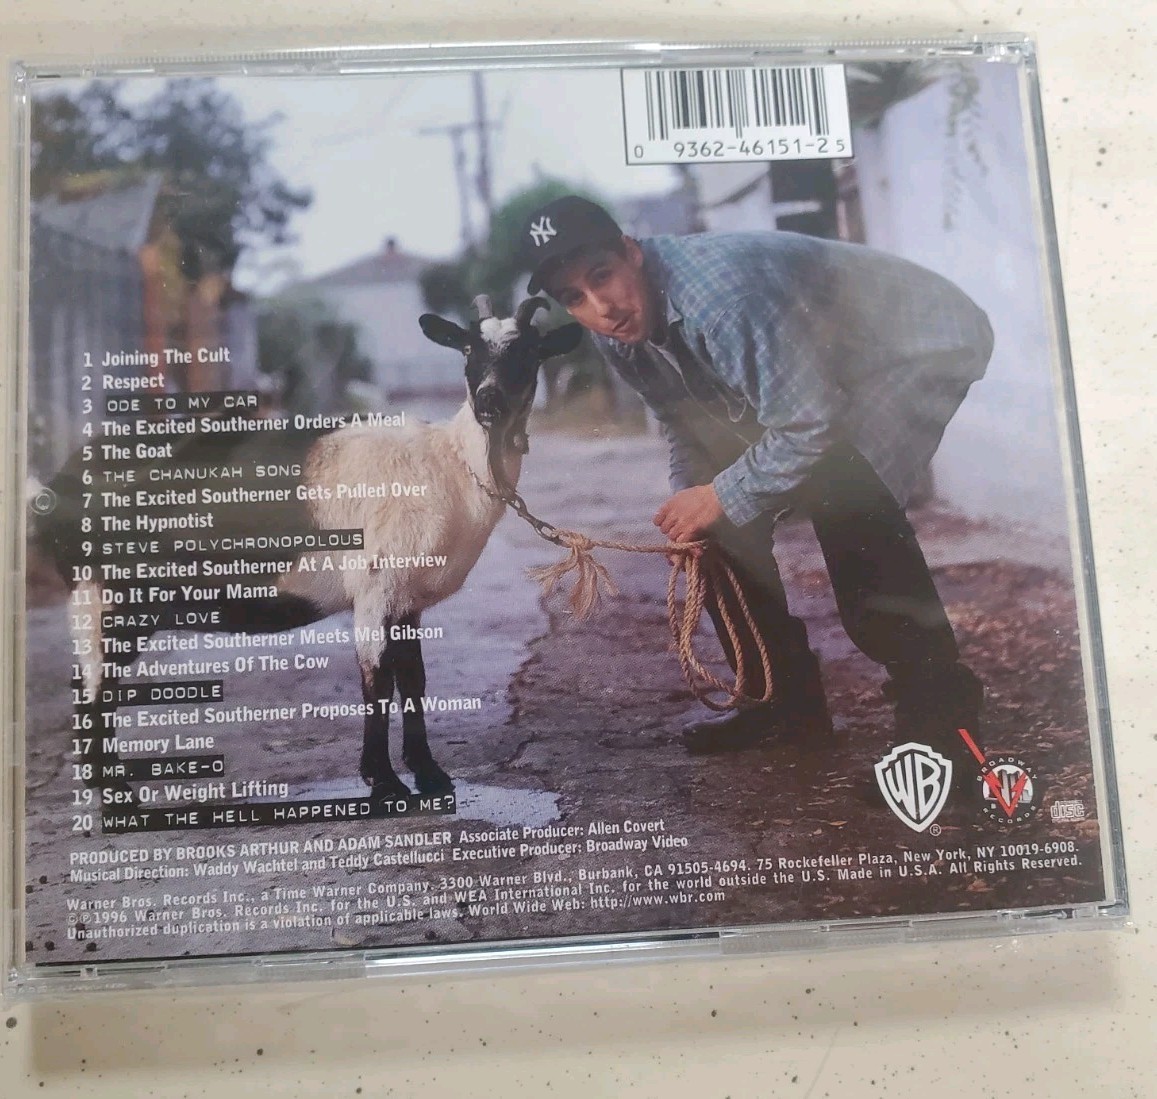 0 9362-46151-2 5
NY
1 Joining The Cult
2 Respect
3 ODE TO MY CAR
4 The Excited Southerner Orders A Meal
5 The Goat
6 THE CHANUKAH SONG
7 The Excited Southerner Gets Pulled Over
8 The Hypnotist
9 STEVE POLYCHRONOPOLOUS
10 The Excited Southerner At A Job Interview
11 Do It For Your Mama
12 CRAZY LOVE
13 The Excited Southerner Meets Mel Gibson
14 The Adventures Of The Cow
15 DIP DOODLE
16 The Excited Southerner Proposes To A Woman
17 Memory Lane
18 MR. BAKE-O
19 Sex Or Weight Lifting
20 WHAT THE HELL HAPPENED TO ME?
WB
®
BROADWAY
RECORDS
disc
PRODUCED BY BROOKS ARTHUR AND ADAM SANDLER Associate Producer: Allen Covert
Musical Direction: Waddy Wachtel and Teddy Castellucci Executive Producer: Broadway Video
Warner Bros. Records Inc., a Time Warner Company. 3300 Warner Blvd., Burbank, CA 91505-4694. 75 Rockefeller Plaza, New York, NY 10019-6908.
©℗1996 Warner Bros. Records Inc. for the U.S. and WEA International Inc. for the world outside the U.S. Made in U.S.A. All Rights Reserved.
Unauthorized duplication is a violation of applicable laws. World Wide Web: http://www.wbr.com